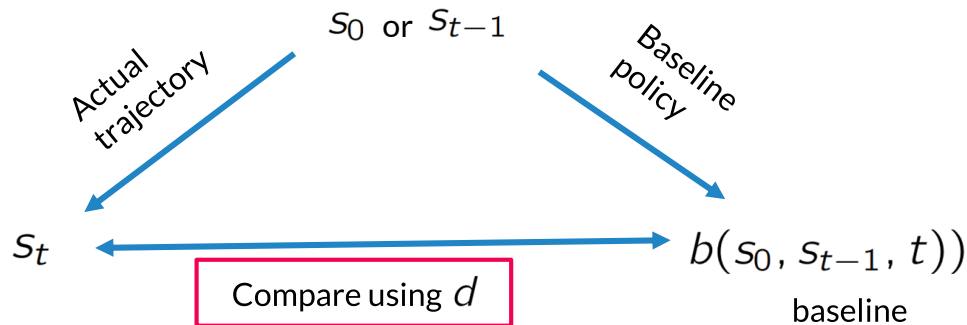 s₀ or sₜ₋₁
Actual
trajectory
Baseline
policy
sₜ
b(s₀, sₜ₋₁, t))
Compare using d
baseline